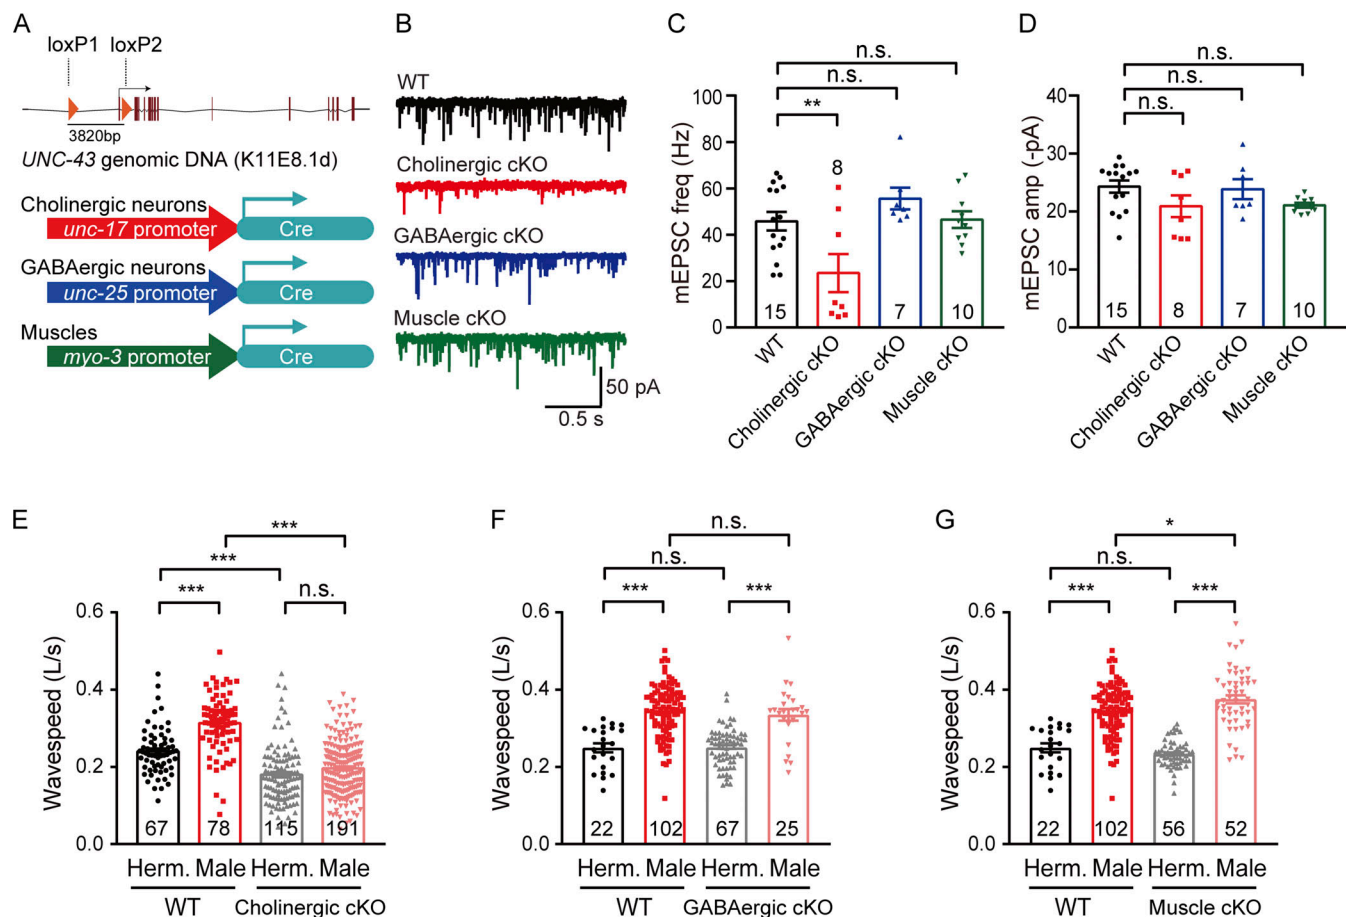 A
loxP1
loxP2
3820bp
UNC-43 genomic DNA (K11E8.1d)
Cholinergic neurons
unc-17 promoter
Cre
GABAergic neurons
unc-25 promoter
Cre
Muscles
myo-3 promoter
Cre
B
WT
Cholinergic cKO
GABAergic cKO
Muscle cKO
50 pA
0.5 s
C
n.s.
n.s.
**
8
mEPSC freq (Hz)
100
80
60
40
20
0
15
7
10
WT
Cholinergic cKO
GABAergic cKO
Muscle cKO
D
n.s.
n.s.
n.s.
mEPSC amp (-pA)
40
30
20
10
0
15
8
7
10
WT
Cholinergic cKO
GABAergic cKO
Muscle cKO
E
***
***
***
n.s.
Wavespeed (L/s)
0.6
0.4
0.2
0.0
67
78
115
191
Herm. Male Herm. Male
WT
Cholinergic cKO
F
n.s.
n.s.
***
***
Wavespeed (L/s)
0.6
0.4
0.2
0.0
22
102
67
25
Herm. Male Herm. Male
WT
GABAergic cKO
G
*
n.s.
***
***
Wavespeed (L/s)
0.6
0.4
0.2
0.0
22
102
56
52
Herm. Male Herm. Male
WT
Muscle cKO